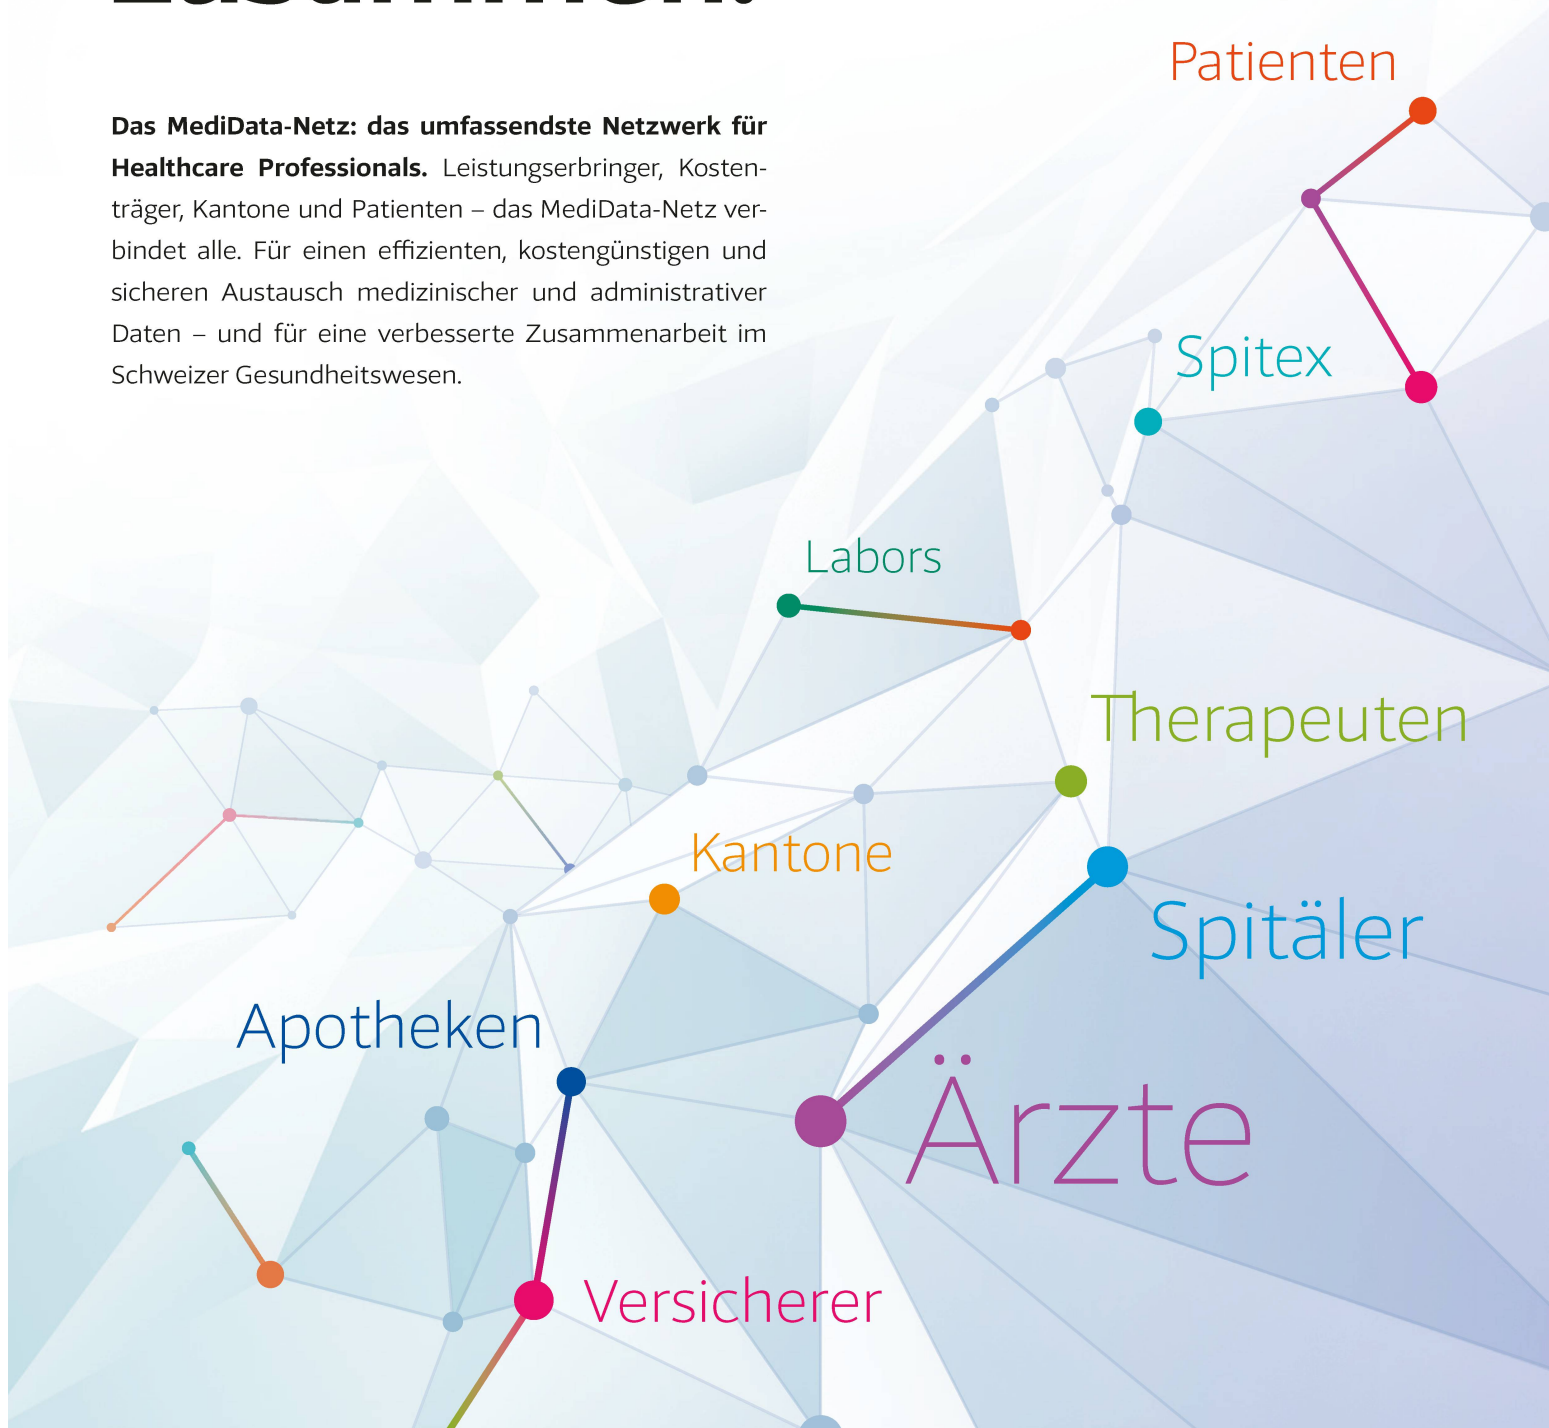 Das MediData-Netz: das umfassendste Netzwerk für
Healthcare Professionals. Leistungserbringer, Kosten-
träger, Kantone und Patienten – das MediData-Netz ver-
bindet alle. Für einen effizienten, kostengünstigen und
sicheren Austausch medizinischer und administrativer
Daten – und für eine verbesserte Zusammenarbeit im
Schweizer Gesundheitswesen.
Patienten
Spitex
Labors
Therapeuten
Kantone
Spitäler
Apotheken
Ärzte
Versicherer